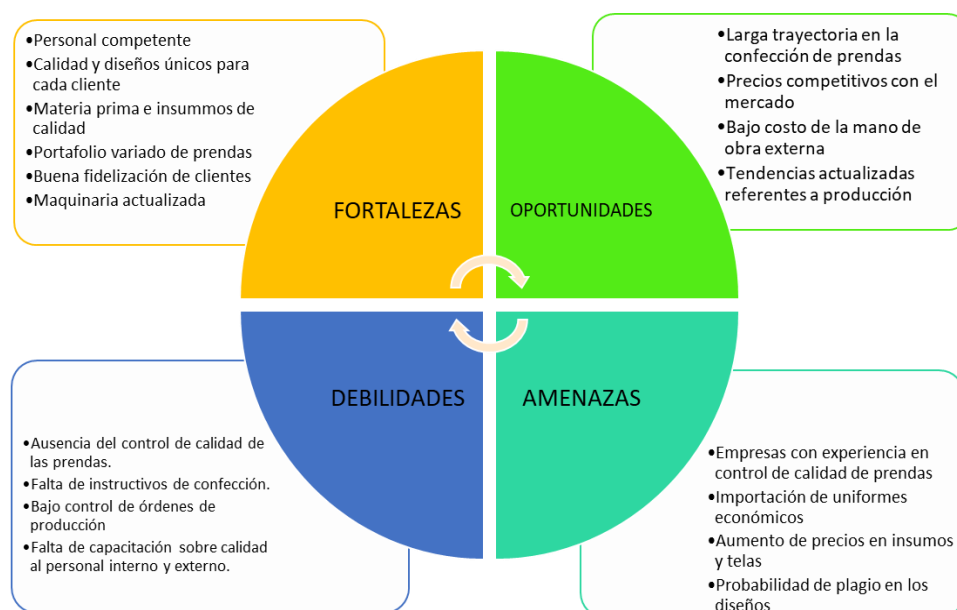 •Personal competente
•Calidad y diseños únicos para
cada cliente
•Materia prima e insummos de
calidad
•Portafolio variado de prendas
•Buena fidelización de clientes
•Maquinaria actualizada
FORTALEZAS
•Larga trayectoria en la
confección de prendas
•Precios competitivos con el
mercado
•Bajo costo de la mano de
obra externa
•Tendencias actualizadas
referentes a producción
OPORTUNIDADES
DEBILIDADES
•Ausencia del control de calidad de
las prendas.
•Falta de instructivos de confección.
•Bajo control de órdenes de
producción
•Falta de capacitación sobre calidad
al personal interno y externo.
AMENAZAS
•Empresas con experiencia en
control de calidad de prendas
•Importación de uniformes
económicos
•Aumento de precios en insumos
y telas
•Probabilidad de plagio en los
diseños